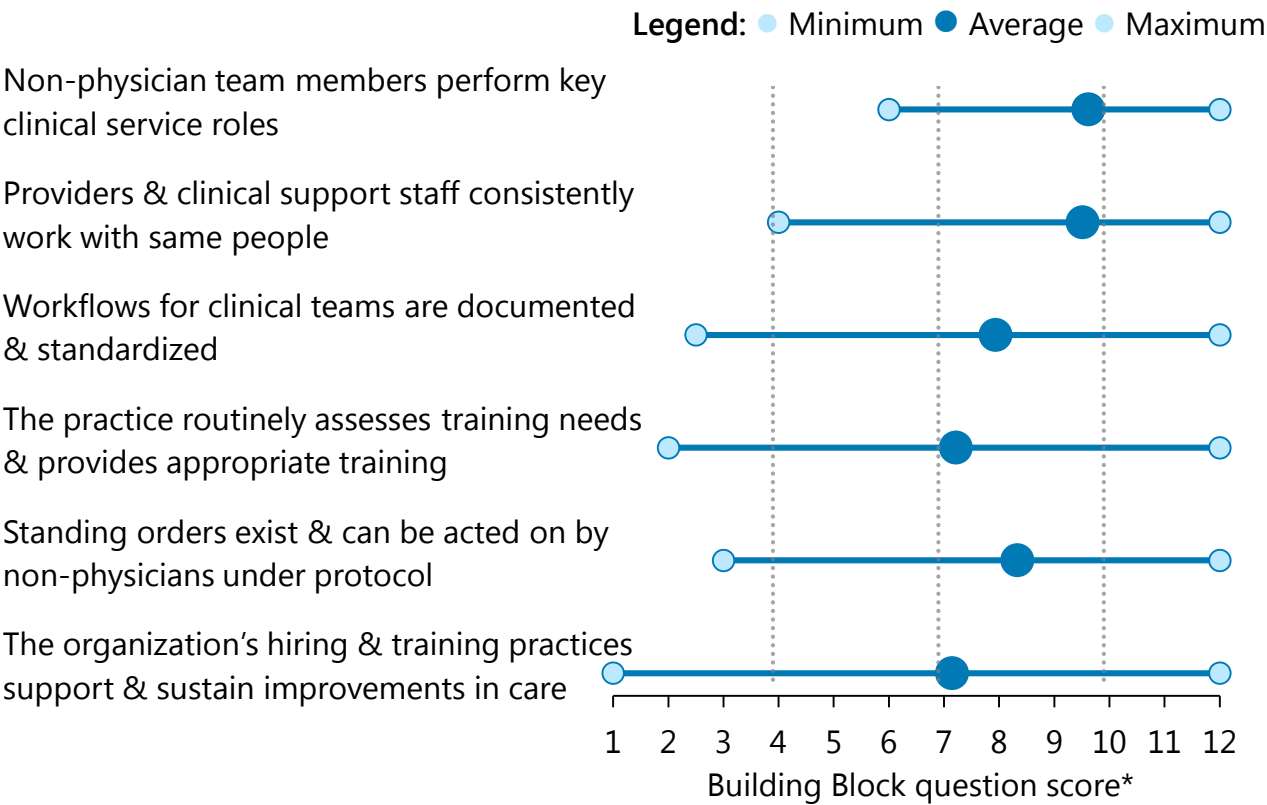 Legend: Minimum Average Maximum
Non-physician team members perform key
clinical service roles
Providers & clinical support staff consistently
work with same people
Workflows for clinical teams are documented
& standardized
The practice routinely assesses training needs
& provides appropriate training
Standing orders exist & can be acted on by
non-physicians under protocol
The organization’s hiring & training practices
support & sustain improvements in care
1 2 3 4 5 6 7 8 9 10 11 12
Building Block question score*